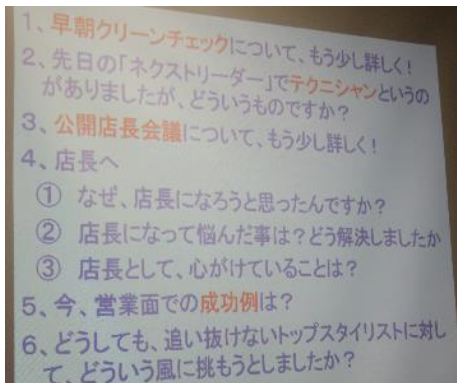 1、早朝クリーンチェックについて、もう少し詳しく!
2、先日の「ネクストリーダー」でテクニシャンというの
がありましたが、どういうものですか?
3、公開店長会議について、もう少し詳しく!
4、店長へ
① なぜ、店長になろうと思ったんですか?
② 店長になって悩んだ事は?どう解決しましたか
③ 店長として、心がけていることは?
5、今、営業面での成功例は?
6、どうしても、追い抜けないトップスタイリストに対し
て、どういう風に挑もうとしましたか?